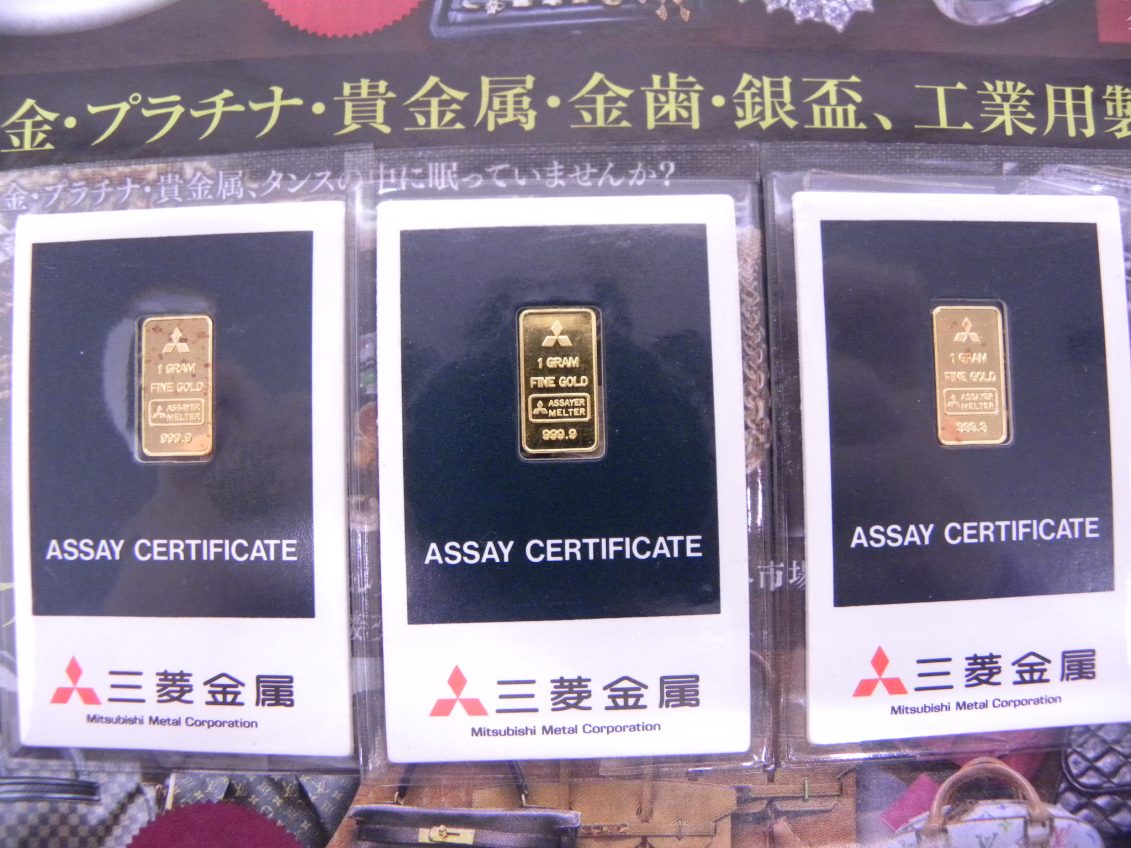 金・プラチナ・貴金属・金歯・銀盃、工業用製
金・プラチナ・貴金属、タンスの中に眠っていませんか?
1 GRAM
FINE GOLD
ASSAYER
MELTER
999.9
ASSAY CERTIFICATE
三菱金属
Mitsubishi Metal Corporation
1 GRAM
FINE GOLD
ASSAYER
MELTER
999.9
ASSAY CERTIFICATE
三菱金属
Mitsubishi Metal Corporation
1 GRAM
FINE GOLD
ASSAYER
MELTER
999.9
ASSAY CERTIFICATE
三菱金属
Mitsubishi Metal Corporation
市場